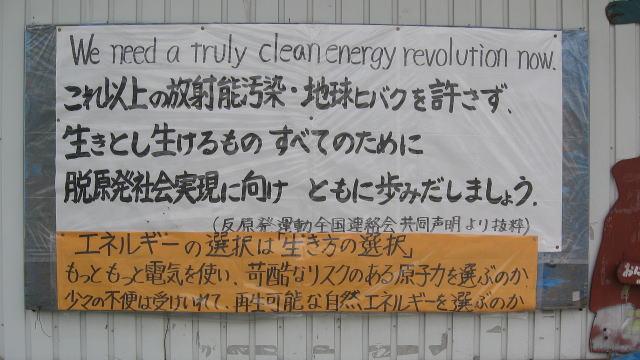 We need a truly clean energy revolution now.
これ以上の放射能汚染・地球ヒバクを許さず、
生きとし生けるもの すべてのために
脱原発社会実現に向け ともに歩みだしましょう.
(反原発運動全国連絡会共同声明より抜粋)
エネルギーの選択は「生き方の選択」
もっともっと電気を使い、苛酷なリスクのある原子力を選ぶのか
少々の不便は受けいれて、再生可能な自然エネルギーを選ぶのか